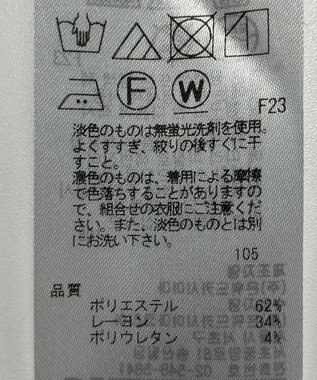 F
W
F23
淡色のものは無蛍光洗剤を使用。
よくすすぎ、絞りの後すぐに干
すこと。
濃色のものは、着用による摩擦
で色落ちすることがありますの
で、組合せの衣服にご注意くだ
さい。また、淡色のものとは別
にお洗い下さい。
105
品質
ポリエステル 62%
レーヨン 34%
ポリウレタン 4%